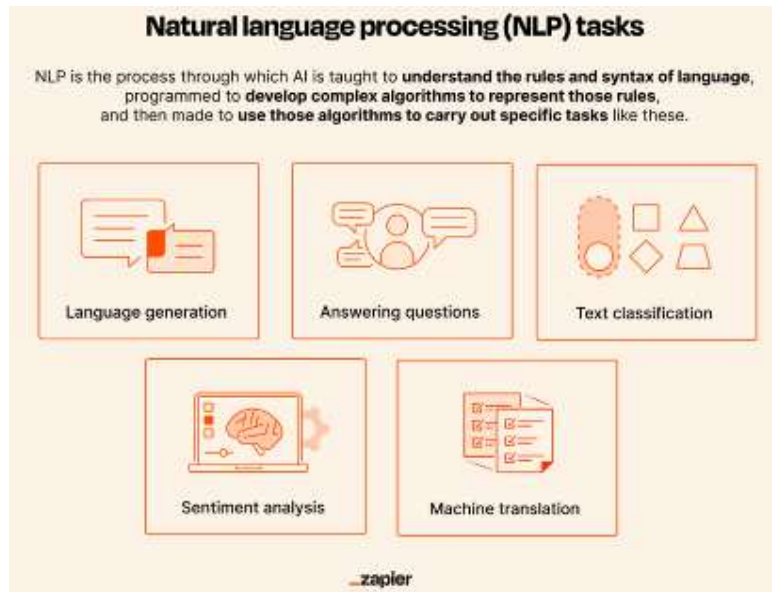 Natural language processing (NLP) tasks
NLP is the process through which AI is taught to understand the rules and syntax of language,
programmed to develop complex algorithms to represent those rules,
and then made to use those algorithms to carry out specific tasks like these.
Language generation
Answering questions
Text classification
Sentiment analysis
Machine translation
_zapier